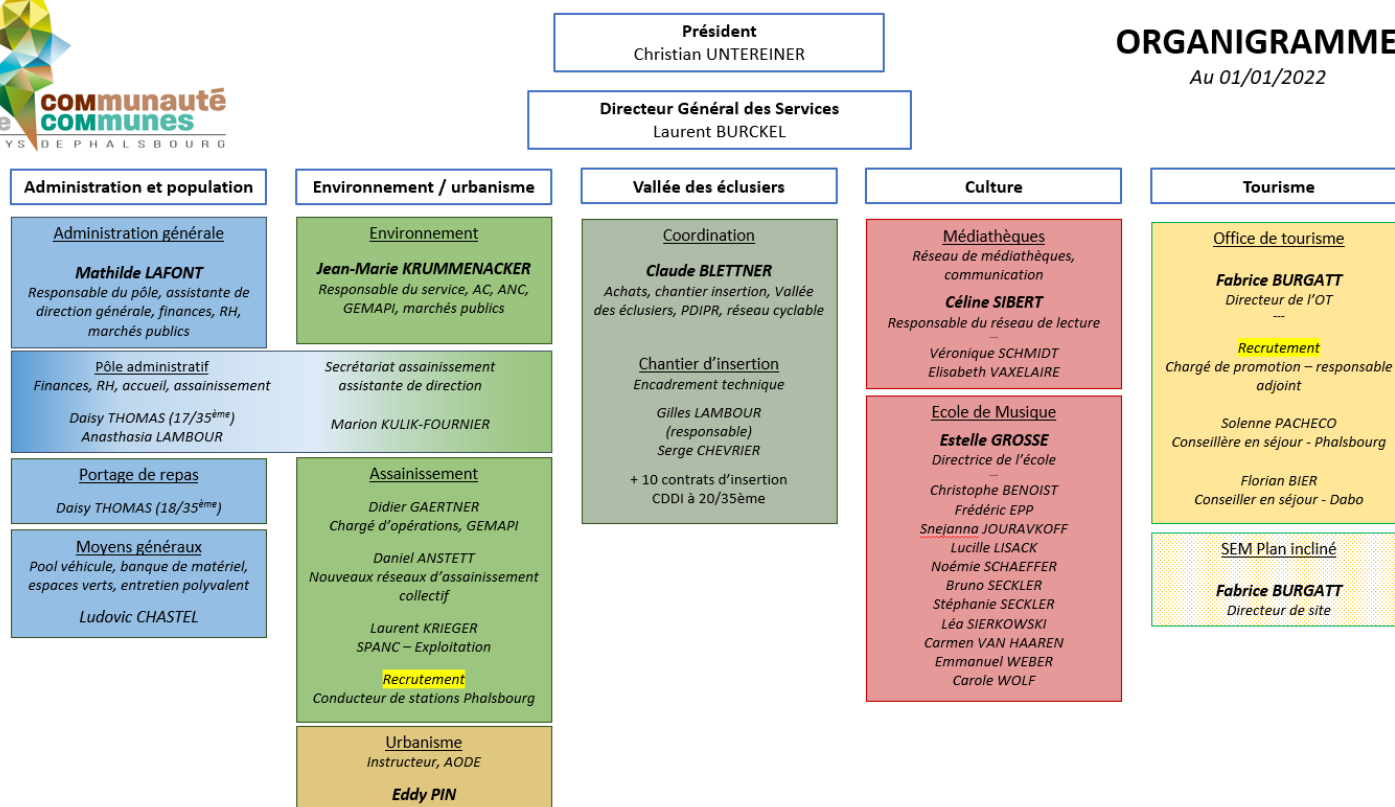 Président
Christian UNTEREINER
ORGANIGRAMME
Au 01/01/2022
Directeur Général des Services
Laurent BURCKEL
communauté
communes
DE PHALSBOURG
Administration et population
Administration générale
Mathilde LAFONT
Responsable du pôle, assistante de
direction générale, finances, RH,
marchés publics
Pôle administratif
Finances, RH, accueil, assainissement
Daisy THOMAS (17/35ème)
Anasthasia LAMBOUR
Portage de repas
Daisy THOMAS (18/35ème)
Moyens généraux
Pool véhicule, banque de matériel,
espaces verts, entretien polyvalent
Ludovic CHASTEL
Environnement / urbanisme
Environnement
Jean-Marie KRUMMENACKER
Responsable du service, AC, ANC,
GEMAPI, marchés publics
Secrétariat assainissement
assistante de direction
Marion KULIK-FOURNIER
Assainissement
Didier GAERTNER
Chargé d'opérations, GEMAPI
Daniel ANSTETT
Nouveaux réseaux d'assainissement
collectif
Laurent KRIEGER
SPANC – Exploitation
Recrutement
Conducteur de stations Phalsbourg
Urbanisme
Instructeur, AODE
Eddy PIN
Vallée des éclusiers
Coordination
Claude BLETTNER
Achats, chantier insertion, Vallée
des éclusiers, PDIPR, réseau cyclable
Chantier d'insertion
Encadrement technique
Gilles LAMBOUR
(responsable)
Serge CHEVRIER
+ 10 contrats d'insertion
CDDI à 20/35ème
Culture
Médiathèques
Réseau de médiathèques,
communication
Céline SIBERT
Responsable du réseau de lecture
---
Véronique SCHMIDT
Elisabeth VAXELAIRE
Ecole de Musique
Estelle GROSSE
Directrice de l'école
---
Christophe BENOIST
Frédéric EPP
Snejanna JOURAVKOFF
Lucille LISACK
Noémie SCHAEFFER
Bruno SECKLER
Stéphanie SECKLER
Léa SIERKOWSKI
Carmen VAN HAAREN
Emmanuel WEBER
Carole WOLF
Tourisme
Office de tourisme
Fabrice BURGATT
Directeur de l'OT
---
Recrutement
Chargé de promotion – responsable
adjoint
Solenne PACHECO
Conseillère en séjour - Phalsbourg
Florian BIER
Conseiller en séjour - Dabo
SEM Plan incliné
Fabrice BURGATT
Directeur de site